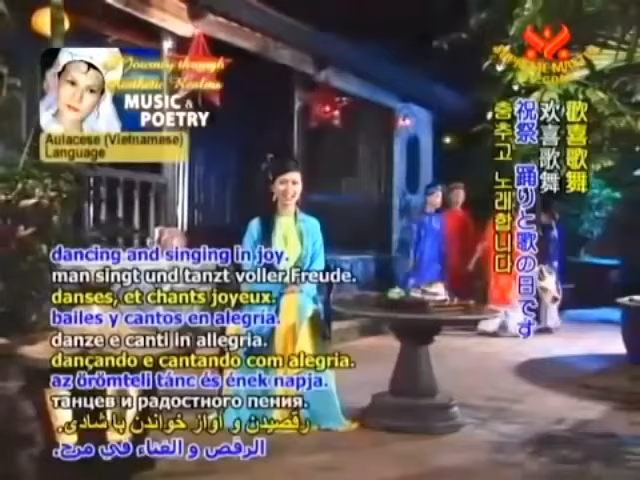 A Journey through
Aesthetic Realms
MUSIC &
POETRY
Aulacese (Vietnamese)
Language
歌喜歌舞
欢喜歌舞
祝祭 踊りと歌の日です
춤추고 노래합니다
dancing and singing in joy.
man singt und tanzt voller Freude.
danses, et chants joyeux.
bailes y cantos en alegría.
danze e canti in allegria.
dançando e cantando com alegria.
az örömteli tánc és ének napja.
танцев и радостного пения.
رقصیدن و آواز خواندن با شادی.
الرقص و الغناء في مرح.